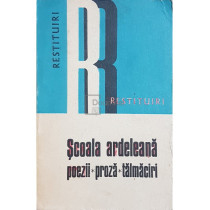 RESTITUIRI
R
RESTITUIRI
Școala ardeleană
poezii • proză • tălmăciri